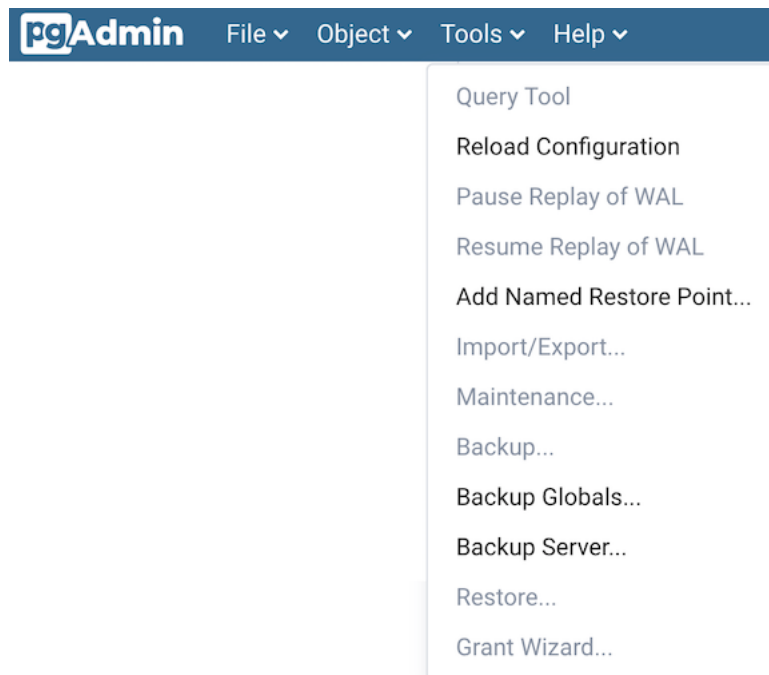 pgAdmin File Object Tools Help
Query Tool
Reload Configuration
Pause Replay of WAL
Resume Replay of WAL
Add Named Restore Point...
Import/Export...
Maintenance...
Backup...
Backup Globals...
Backup Server...
Restore...
Grant Wizard...